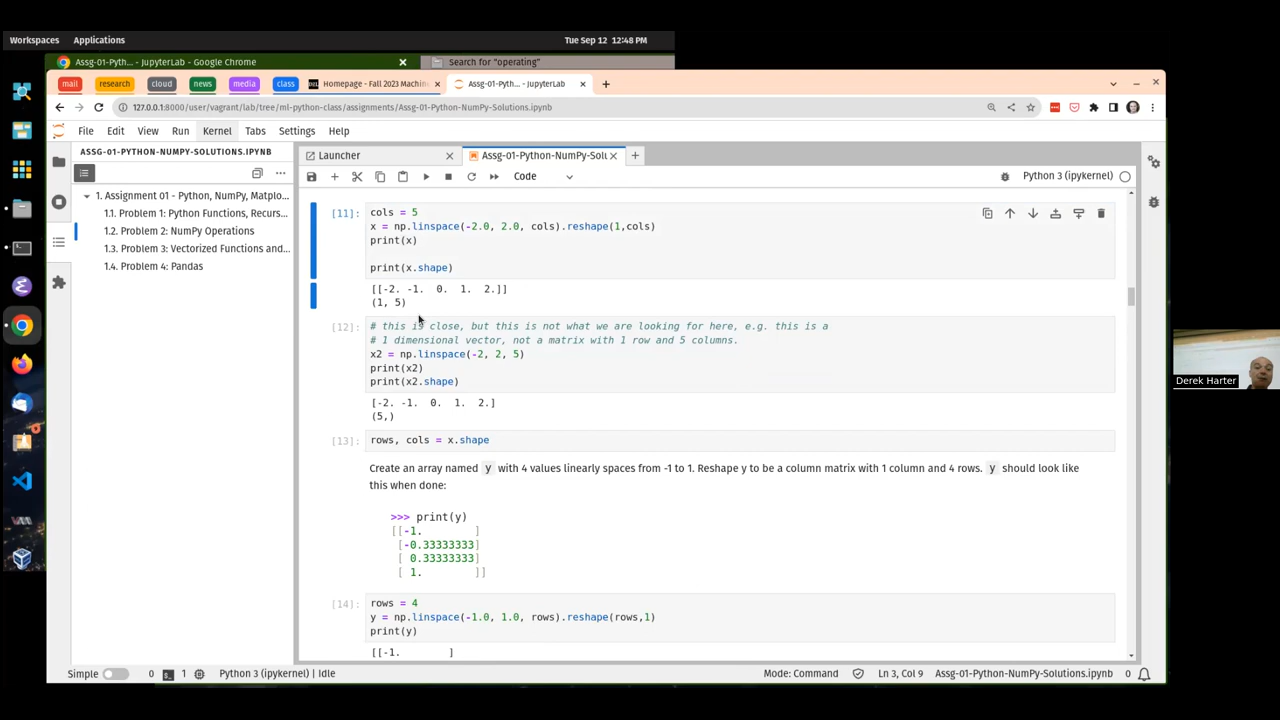 Workspaces Applications Tue Sep 12 12:48 PM
Assg-01-Pyth... - JupyterLab - Google Chrome Search for "operating"
mail research cloud news media class Homepage - Fall 2023 Machin Assg-01-Pyth... - JupyterLab
127.0.0.1:8000/user/vagrant/lab/tree/ml-python-class/assignments/Assg-01-Python-NumPy-Solutions.ipynb
File Edit View Run Kernel Tabs Settings Help
ASSG-01-PYTHON-NUMPY-SOLUTIONS.IPYNB
1. Assignment 01 - Python, NumPy, Matplo...
1.1. Problem 1: Python Functions, Recurs...
1.2. Problem 2: NumPy Operations
1.3. Problem 3: Vectorized Functions and...
1.4. Problem 4: Pandas
Launcher Assg-01-Python-NumPy-Solu
Code Python 3 (ipykernel)
[11]: cols = 5
x = np.linspace(-2.0, 2.0, cols).reshape(1,cols)
print(x)
print(x.shape)
[[-2. -1. 0. 1. 2.]]
(1, 5)
[12]: # this is close, but this is not what we are looking for here, e.g. this is a
# 1 dimensional vector, not a matrix with 1 row and 5 columns.
x2 = np.linspace(-2, 2, 5)
print(x2)
print(x2.shape)
[-2. -1. 0. 1. 2.]
(5,)
[13]: rows, cols = x.shape
Create an array named y with 4 values linearly spaces from -1 to 1. Reshape y to be a column matrix with 1 column and 4 rows. y should look like
this when done:
>>> print(y)
[[-1. ]
[-0.33333333]
[ 0.33333333]
[ 1. ]]
[14]: rows = 4
y = np.linspace(-1.0, 1.0, rows).reshape(rows,1)
print(y)
[[-1. ]
Simple 0 1 Python 3 (ipykernel) | Idle Mode: Command Ln 3, Col 9 Assg-01-Python-NumPy-Solutions.ipynb 0
Derek Harter